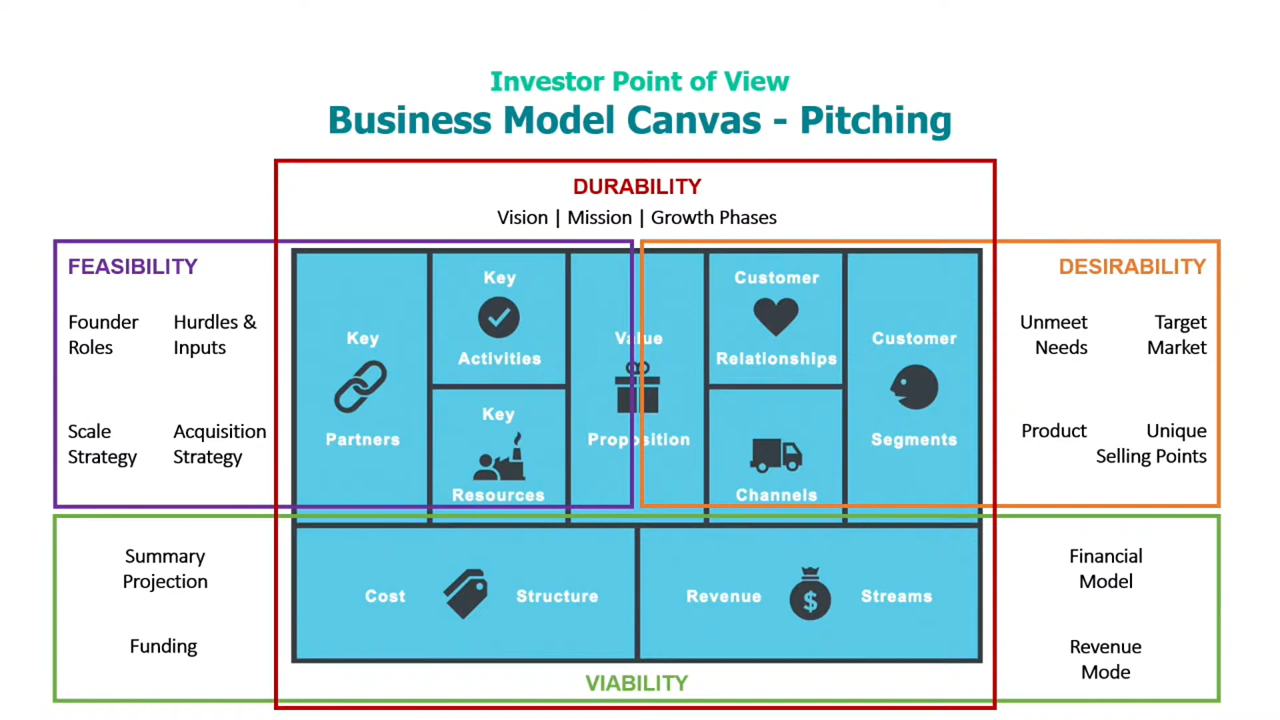 Investor Point of View
Business Model Canvas - Pitching
DURABILITY
Vision | Mission | Growth Phases
FEASIBILITY
Founder
Roles
Hurdles &
Inputs
Scale
Strategy
Acquisition
Strategy
Key
Partners
Key
Activities
Key
Resources
Value
Proposition
Customer
Relationships
Channels
Customer
Segments
DESIRABILITY
Unmeet
Needs
Target
Market
Product
Unique
Selling Points
Summary
Projection
Funding
Cost Structure
Revenue Streams
Financial
Model
Revenue
Mode
VIABILITY